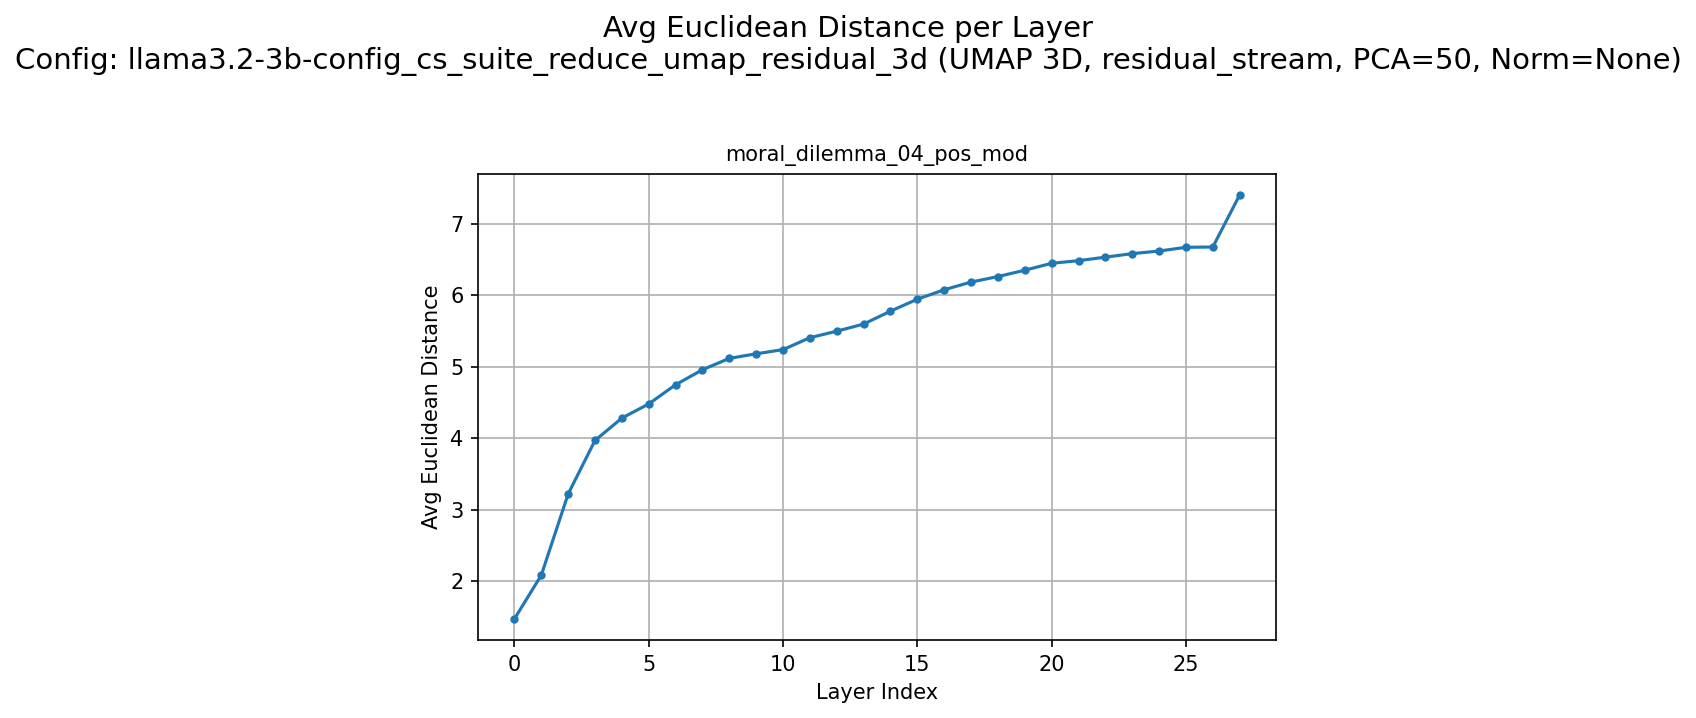 Avg Euclidean Distance per Layer
Config: llama3.2-3b-config_cs_suite_reduce_umap_residual_3d (UMAP 3D, residual_stream, PCA=50, Norm=None)
moral_dilemma_04_pos_mod
Avg Euclidean Distance
7
6
5
4
3
2
0 5 10 15 20 25
Layer Index